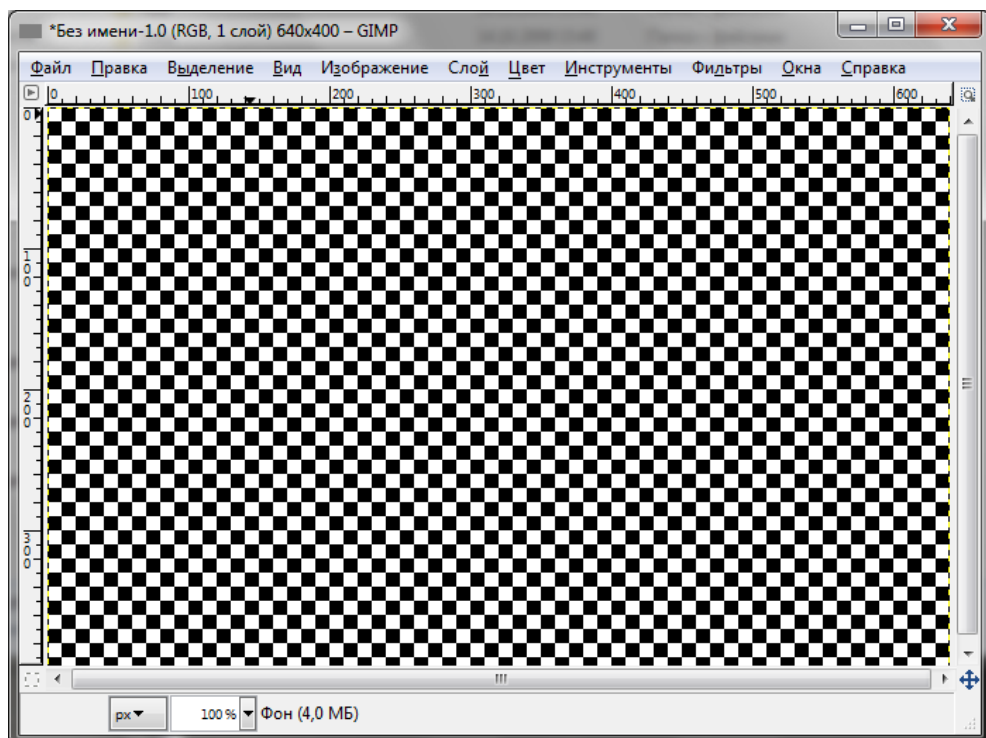 *Без имени-1.0 (RGB, 1 слой) 640x400 – GIMP
Файл Правка Выделение Вид Изображение Слой Цвет Инструменты Фильтры Окна Справка
0 100 200 300 400 500 600
0
100
200
300
px 100 % Фон (4,0 МБ)